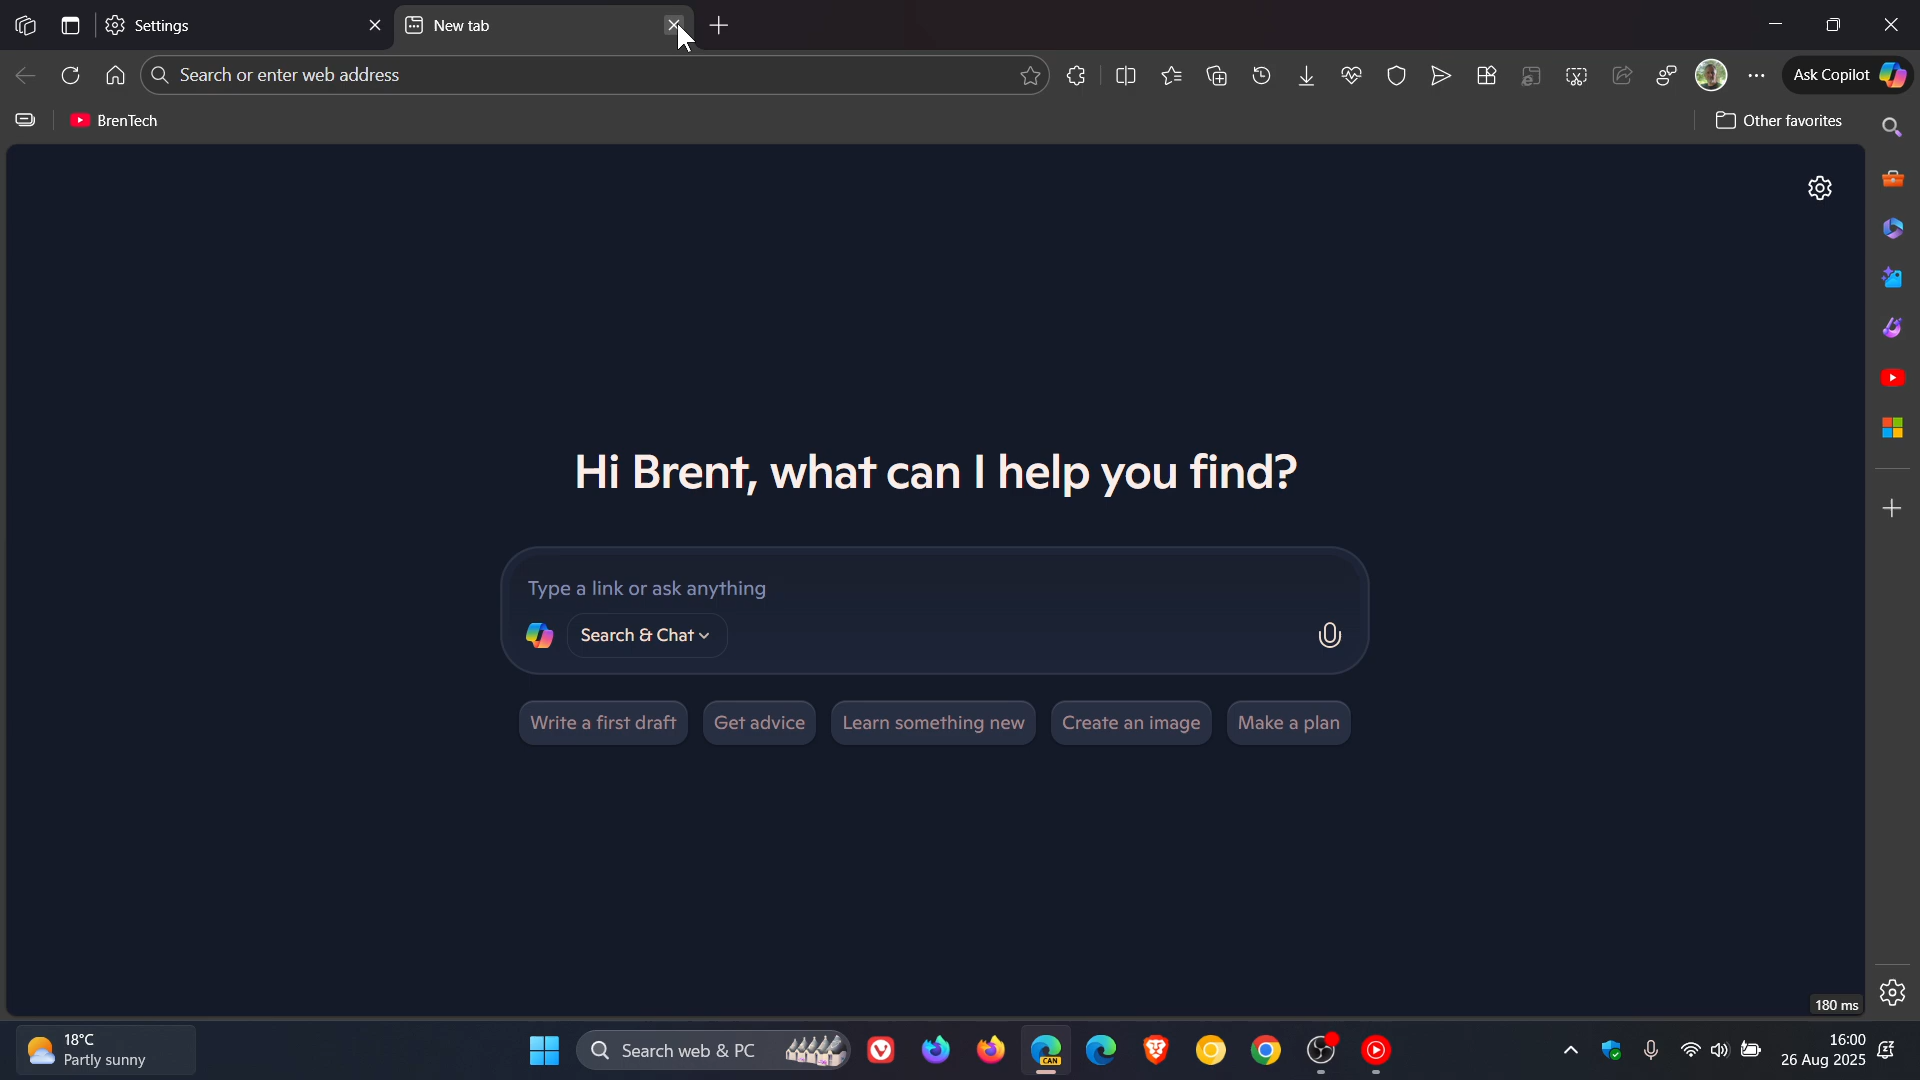 Settings
New tab
Search or enter web address
Ask Copilot
BrenTech
Other favorites
Hi Brent, what can I help you find?
Type a link or ask anything
Search & Chat
Write a first draft
Get advice
Learn something new
Create an image
Make a plan
180 ms
18°C
Partly sunny
Search web & PC
CAN
16:00
26 Aug 2025